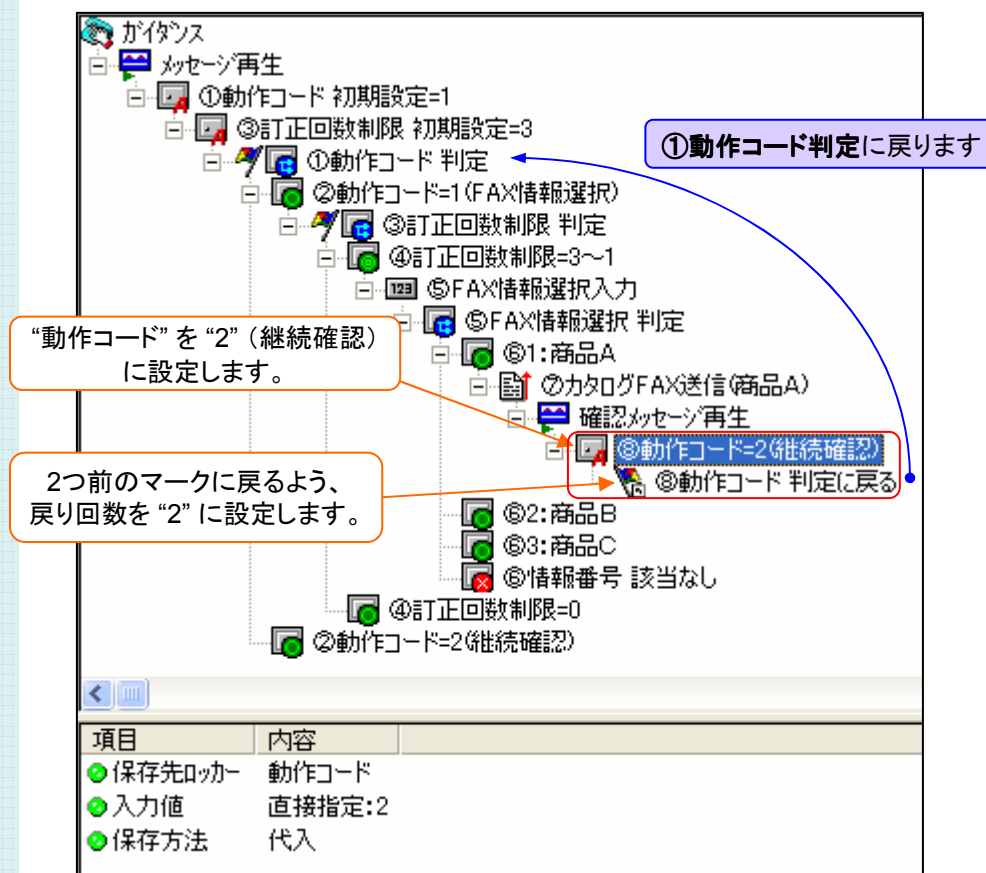 ガイダンス
メッセージ再生
①動作コード 初期設定=1
③訂正回数制限 初期設定=3
①動作コード判定に戻ります
①動作コード 判定
②動作コード=1(FAX情報選択)
③訂正回数制限 判定
④訂正回数制限=3～1
123 ⑤FAX情報選択入力
⑤FAX情報選択 判定
“動作コード” を “2” (継続確認)
に設定します。
⑥1:商品A
⑦カタログFAX送信(商品A)
確認メッセージ再生
⑧動作コード=2(継続確認)
⑧動作コード 判定に戻る
2つ前のマークに戻るよう、
戻り回数を “2” に設定します。
⑥2:商品B
⑥3:商品C
⑥情報番号 該当なし
④訂正回数制限=0
②動作コード=2(継続確認)
項目 内容
保存先ロッカー 動作コード
入力値 直接指定:2
保存方法 代入